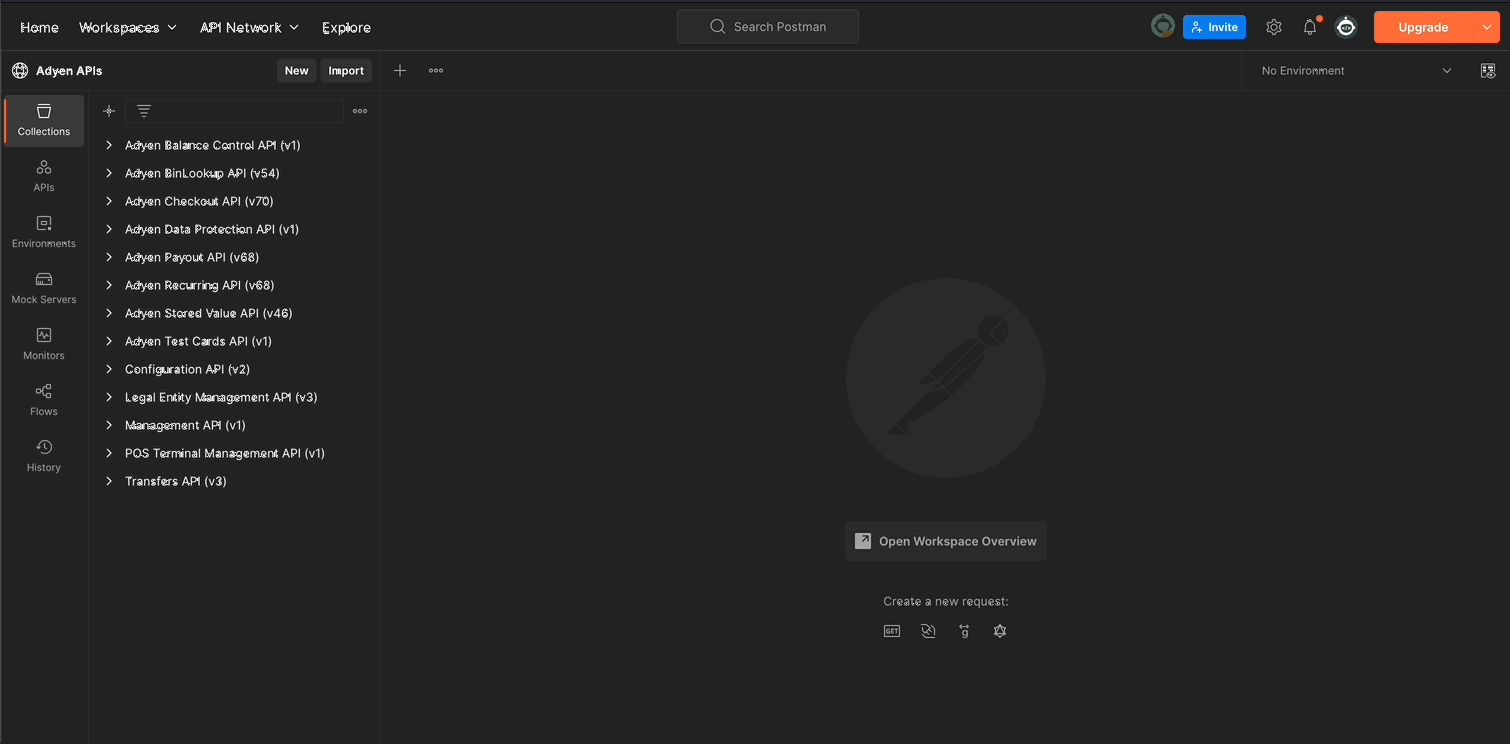 Home Workspaces API Network Explore
Search Postman
Invite
Upgrade
Adyen APIs
New Import
No Environment
Collections
APIs
Environments
Mock Servers
Monitors
Flows
History
Adyen Balance Control API (v1)
Adyen BinLookup API (v54)
Adyen Checkout API (v70)
Adyen Data Protection API (v1)
Adyen Payout API (v68)
Adyen Recurring API (v68)
Adyen Stored Value API (v46)
Adyen Test Cards API (v1)
Configuration API (v2)
Legal Entity Management API (v3)
Management API (v1)
POS Terminal Management API (v1)
Transfers API (v3)
Open Workspace Overview
Create a new request:
GET
g